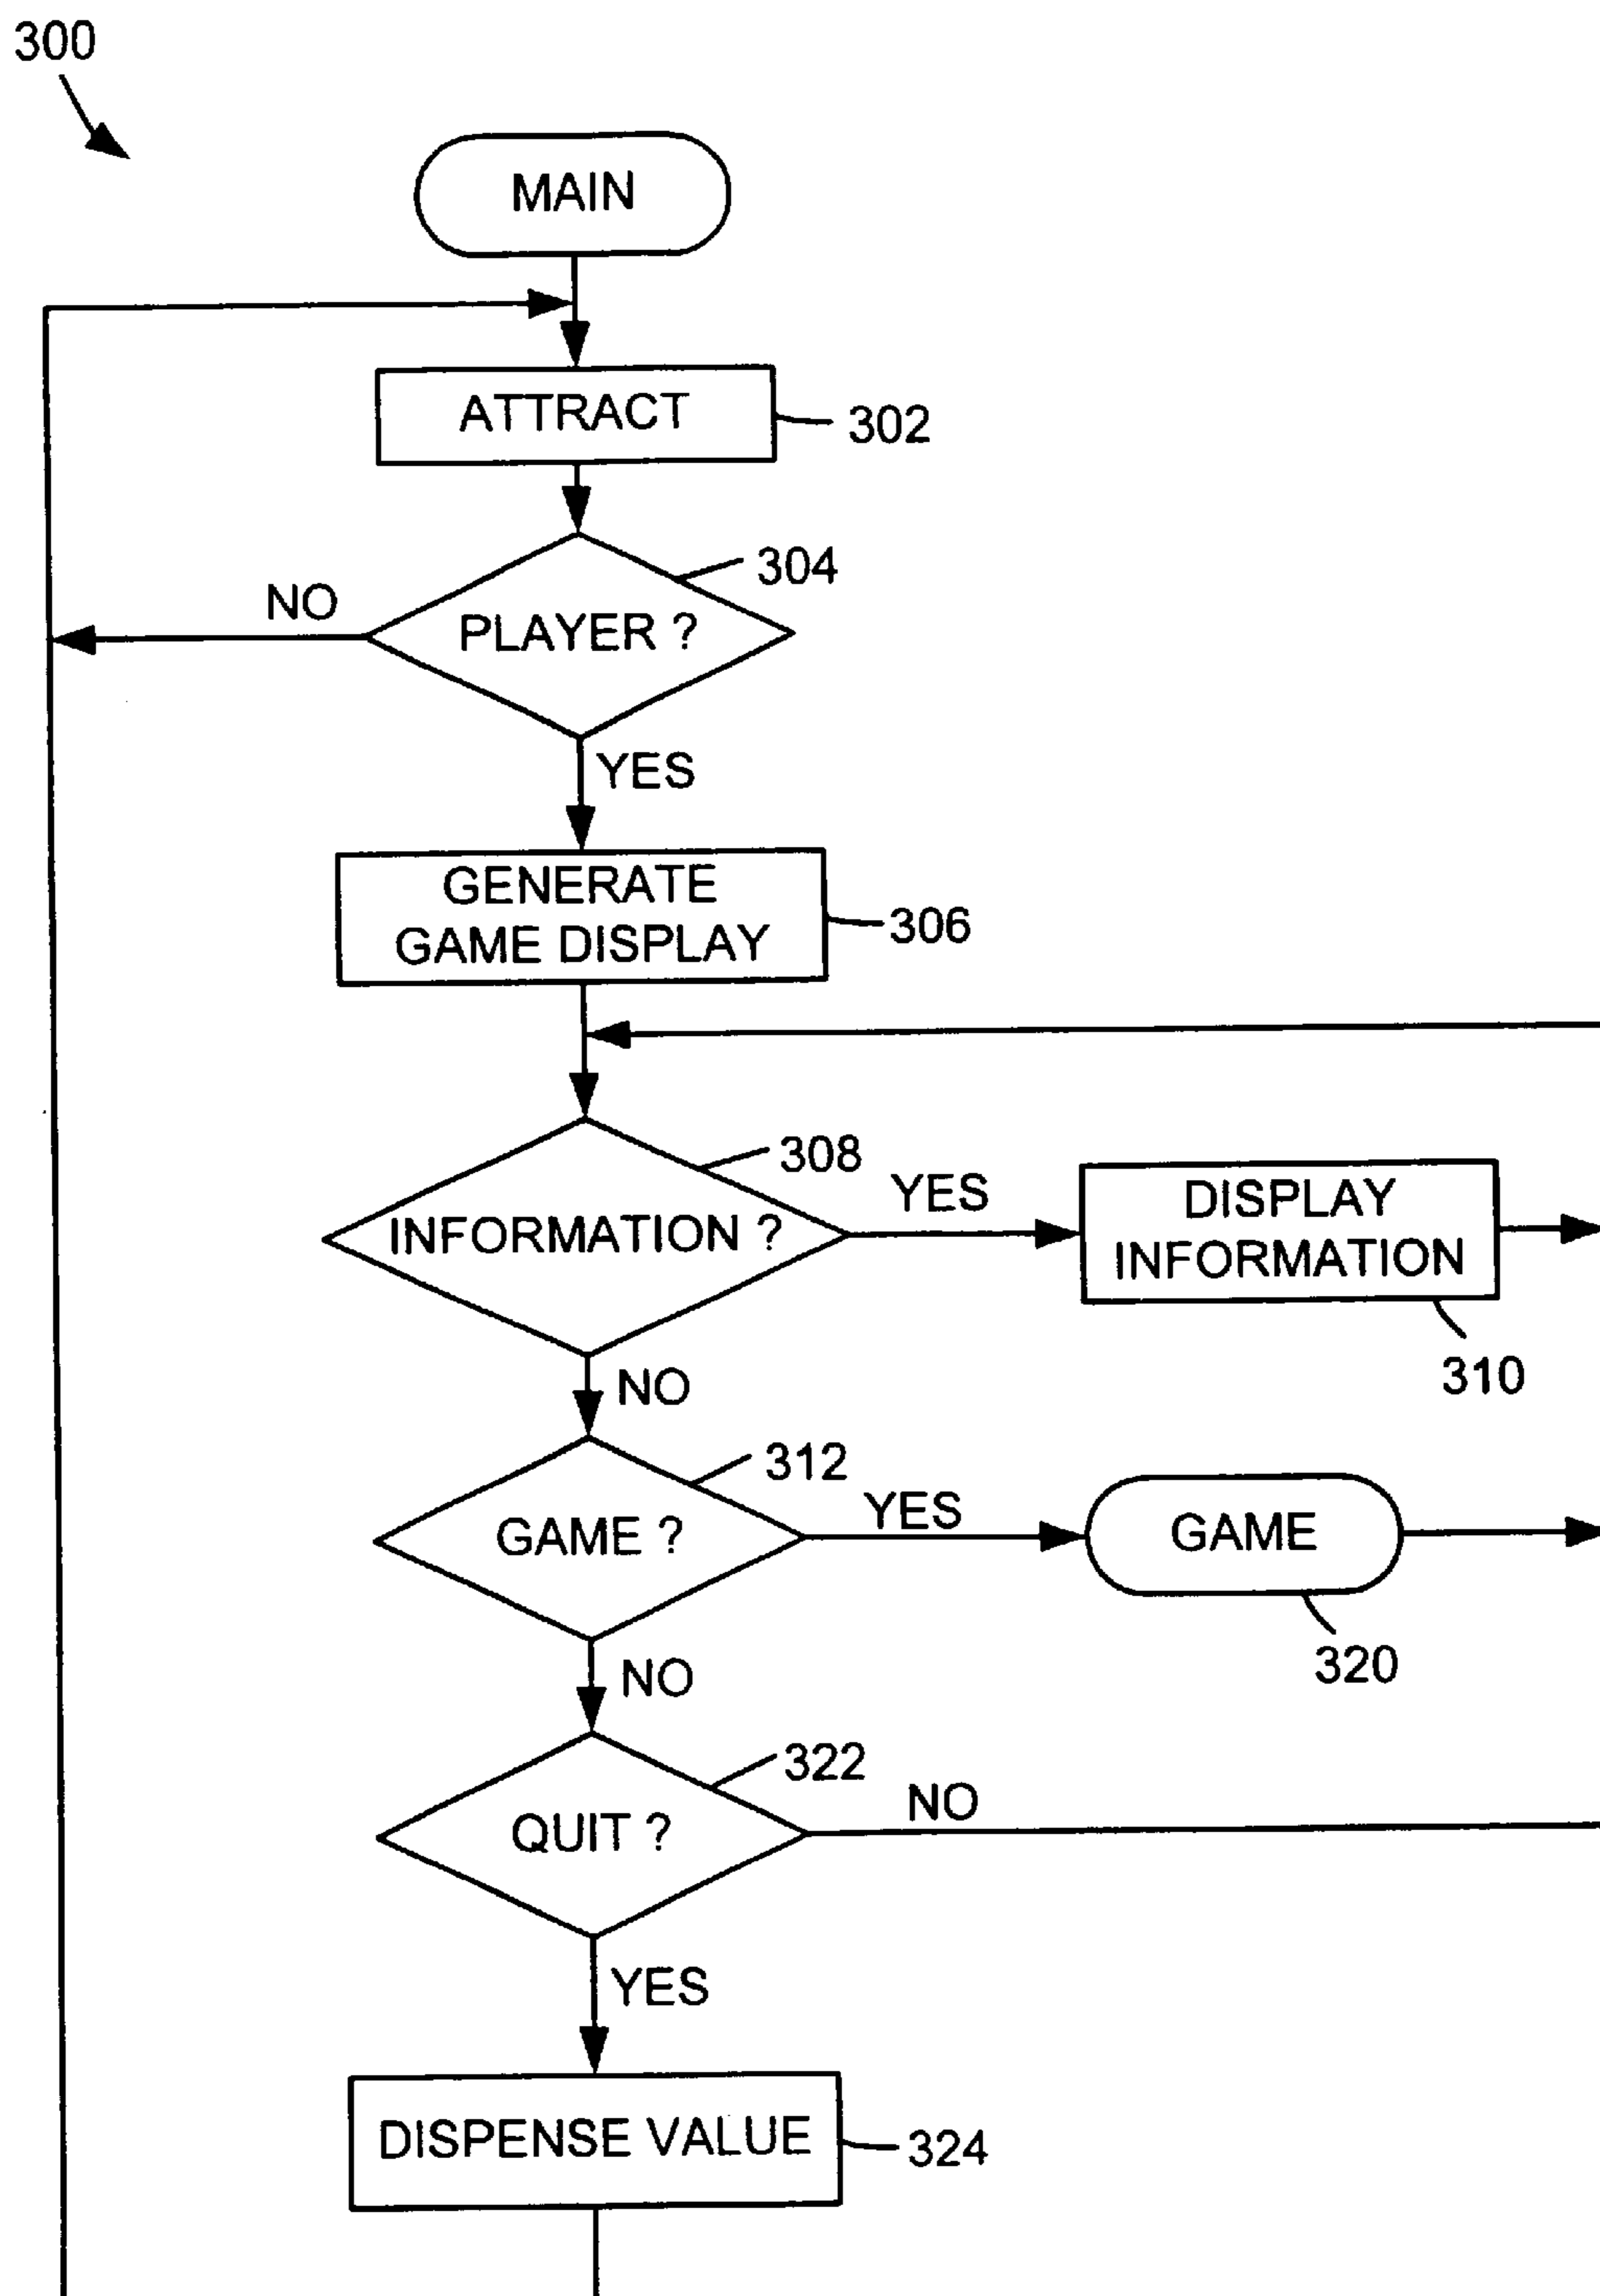 300
MAIN
ATTRACT
302
304
NO
PLAYER ?
YES
GENERATE
GAME DISPLAY
306
308
INFORMATION ?
YES
DISPLAY
INFORMATION
310
NO
312
GAME ?
YES
GAME
320
NO
322
QUIT ?
NO
YES
DISPENSE VALUE
324